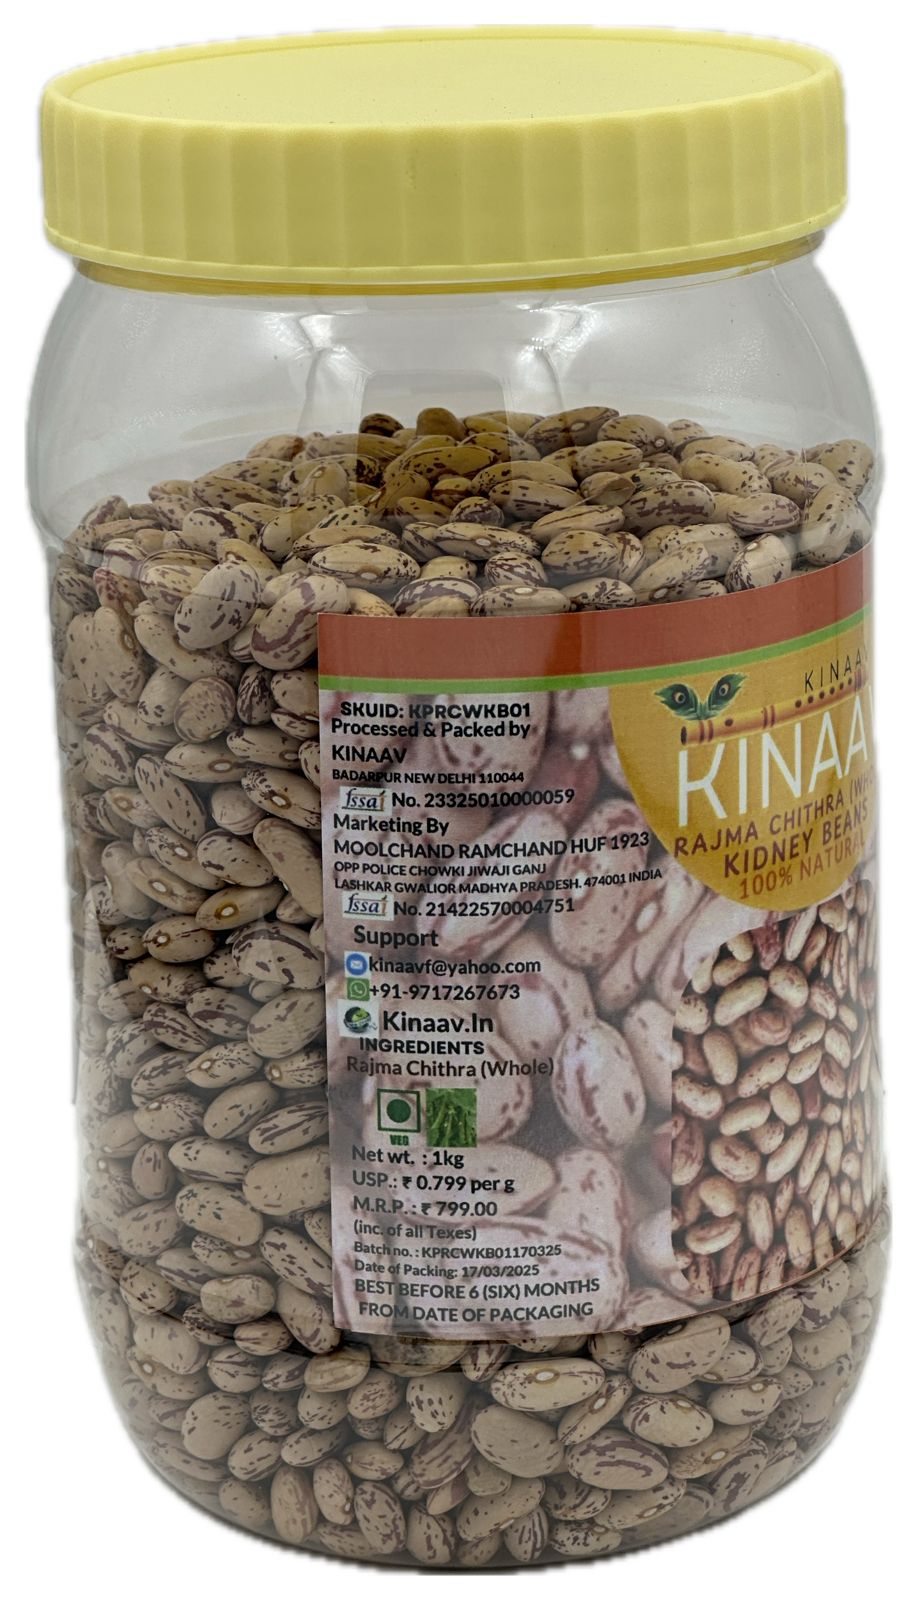 SKUID: KPRCWKB01
Processed & Packed by
KINAAV
BADARPUR NEW DELHI 110044
fssai No. 23325010000059
Marketing By
MOOLCHAND RAMCHAND HUF 1923
OPP POLICE CHOWKI JIWAJI GANJ
LASHKAR GWALIOR MADHYA PRADESH. 474001 INDIA
fssai No. 21422570004751
Support
kinaavf@yahoo.com
+91-9717267673
Kinaav.In
INGREDIENTS
Rajma Chithra (Whole)
VEG
Net wt. : 1kg
USP.: ₹ 0.799 per g
M.R.P. : ₹ 799.00
(inc. of all Texes)
Batch no. : KPRCWKB01170325
Date of Packing: 17/03/2025
BEST BEFORE 6 (SIX) MONTHS
FROM DATE OF PACKAGING
KINAA
KINAA
RAJMA CHITHRA
KIDNEY BEANS
100% NATURAL